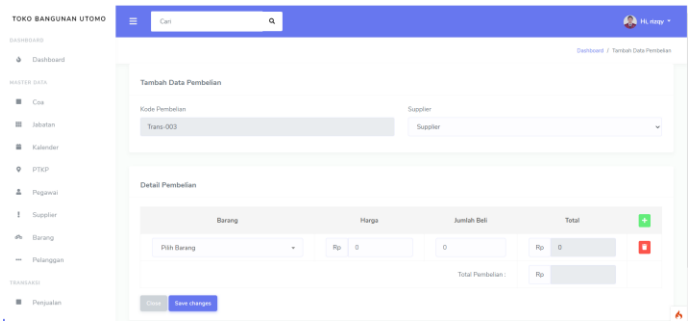 TOKO BANGUNAN UTOMO
Cari
Hi, rizqy
DASHBOARD
Dashboard
Dashboard / Tambah Data Pembelian
MASTER DATA
Coa
Jabatan
Kalender
PTKP
Pegawai
Supplier
Barang
Pelanggan
TRANSAKSI
Penjualan
Tambah Data Pembelian
Kode Pembelian Supplier
Trans-003 Supplier
Detail Pembelian
Barang Harga Jumlah Beli Total +
Pilih Barang Rp 0 0 Rp 0
Total Pembelian : Rp
Close Save changes